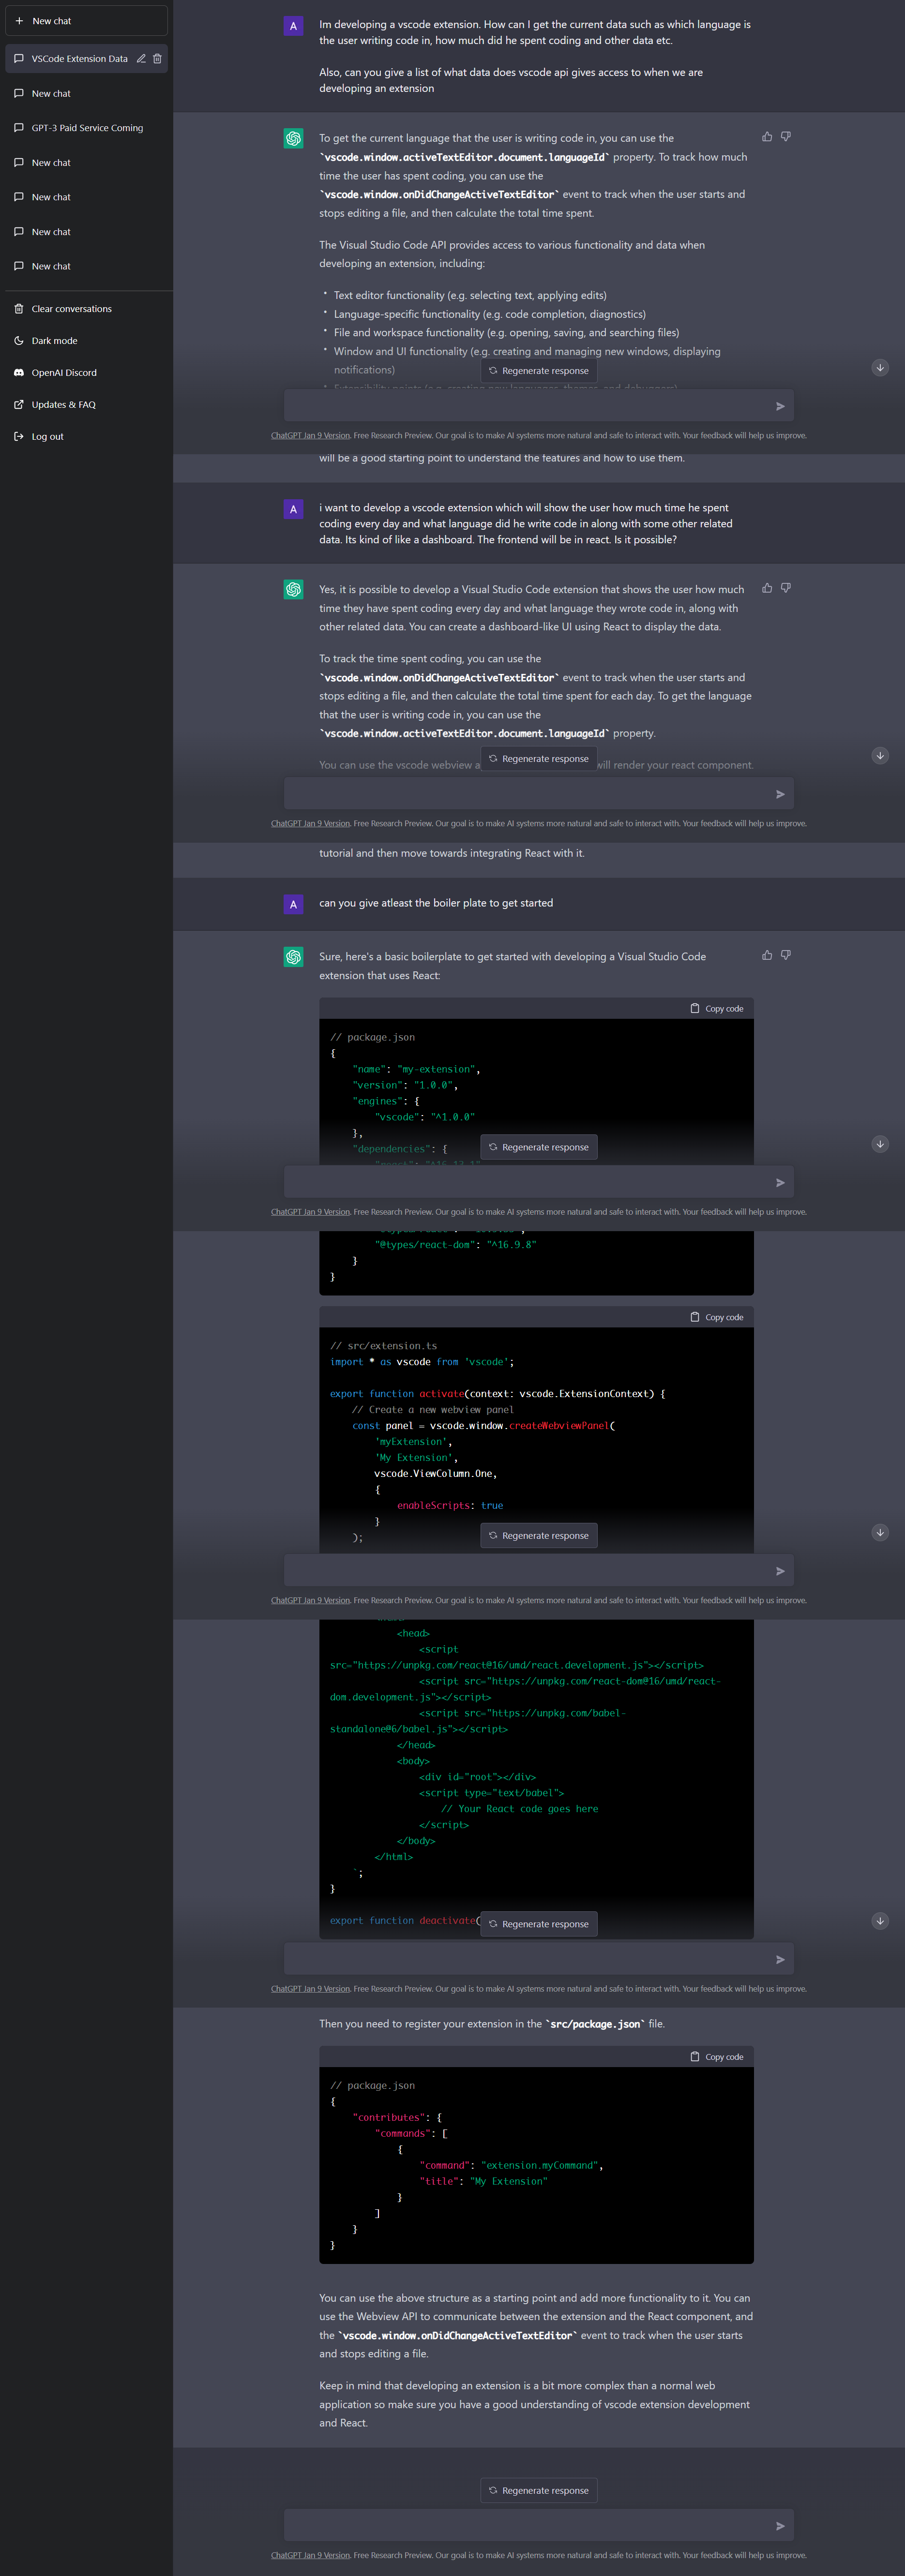 New chat
VSCode Extension Data
New chat
GPT-3 Paid Service Coming
New chat
New chat
New chat
New chat
Clear conversations
Dark mode
OpenAI Discord
Updates & FAQ
Log out
A
Im developing a vscode extension. How can I get the current data such as which language is
the user writing code in, how much did he spent coding and other data etc.
Also, can you give a list of what data does vscode api gives access to when we are
developing an extension
To get the current language that the user is writing code in, you can use the
`vscode.window.activeTextEditor.document.languageId` property. To track how much
time the user has spent coding, you can use the
`vscode.window.onDidChangeActiveTextEditor` event to track when the user starts and
stops editing a file, and then calculate the total time spent.
The Visual Studio Code API provides access to various functionality and data when
developing an extension, including:
• Text editor functionality (e.g. selecting text, applying edits)
• Language-specific functionality (e.g. code completion, diagnostics)
• File and workspace functionality (e.g. opening, saving, and searching files)
• Window and UI functionality (e.g. creating and managing new windows, displaying
notifications)
Regenerate response
ChatGPT Jan 9 Version. Free Research Preview. Our goal is to make AI systems more natural and safe to interact with. Your feedback will help us improve.
will be a good starting point to understand the features and how to use them.
A
i want to develop a vscode extension which will show the user how much time he spent
coding every day and what language did he write code in along with some other related
data. Its kind of like a dashboard. The frontend will be in react. Is it possible?
Yes, it is possible to develop a Visual Studio Code extension that shows the user how much
time they have spent coding every day and what language they wrote code in, along with
other related data. You can create a dashboard-like UI using React to display the data.
To track the time spent coding, you can use the
`vscode.window.onDidChangeActiveTextEditor` event to track when the user starts and
stops editing a file, and then calculate the total time spent for each day. To get the language
that the user is writing code in, you can use the
`vscode.window.activeTextEditor.document.languageId` property.
You can use the vscode webview a
Regenerate response
will render your react component.
ChatGPT Jan 9 Version. Free Research Preview. Our goal is to make AI systems more natural and safe to interact with. Your feedback will help us improve.
tutorial and then move towards integrating React with it.
A
can you give atleast the boiler plate to get started
Sure, here's a basic boilerplate to get started with developing a Visual Studio Code
extension that uses React:
Copy code
// package.json
{
"name": "my-extension",
"version": "1.0.0",
"engines": {
"vscode": "^1.0.0"
},
"dependencies": {
Regenerate response
ChatGPT Jan 9 Version. Free Research Preview. Our goal is to make AI systems more natural and safe to interact with. Your feedback will help us improve.
"@types/react-dom": "^16.9.8"
}
}
Copy code
// src/extension.ts
import * as vscode from 'vscode';
export function activate(context: vscode.ExtensionContext) {
// Create a new webview panel
const panel = vscode.window.createWebviewPanel(
'myExtension',
'My Extension',
vscode.ViewColumn.One,
{
enableScripts: true
}
);
Regenerate response
ChatGPT Jan 9 Version. Free Research Preview. Our goal is to make AI systems more natural and safe to interact with. Your feedback will help us improve.
<head>
<script
src="https://unpkg.com/react@16/umd/react.development.js"></script>
<script src="https://unpkg.com/react-dom@16/umd/react-
dom.development.js"></script>
<script src="https://unpkg.com/babel-
standalone@6/babel.js"></script>
</head>
<body>
<div id="root"></div>
<script type="text/babel">
// Your React code goes here
</script>
</body>
</html>
`;
}
export function deactivate(
Regenerate response
ChatGPT Jan 9 Version. Free Research Preview. Our goal is to make AI systems more natural and safe to interact with. Your feedback will help us improve.
Then you need to register your extension in the `src/package.json` file.
Copy code
// package.json
{
"contributes": {
"commands": [
{
"command": "extension.myCommand",
"title": "My Extension"
}
]
}
}
You can use the above structure as a starting point and add more functionality to it. You can
use the Webview API to communicate between the extension and the React component, and
the `vscode.window.onDidChangeActiveTextEditor` event to track when the user starts
and stops editing a file.
Keep in mind that developing an extension is a bit more complex than a normal web
application so make sure you have a good understanding of vscode extension development
and React.
Regenerate response
ChatGPT Jan 9 Version. Free Research Preview. Our goal is to make AI systems more natural and safe to interact with. Your feedback will help us improve.